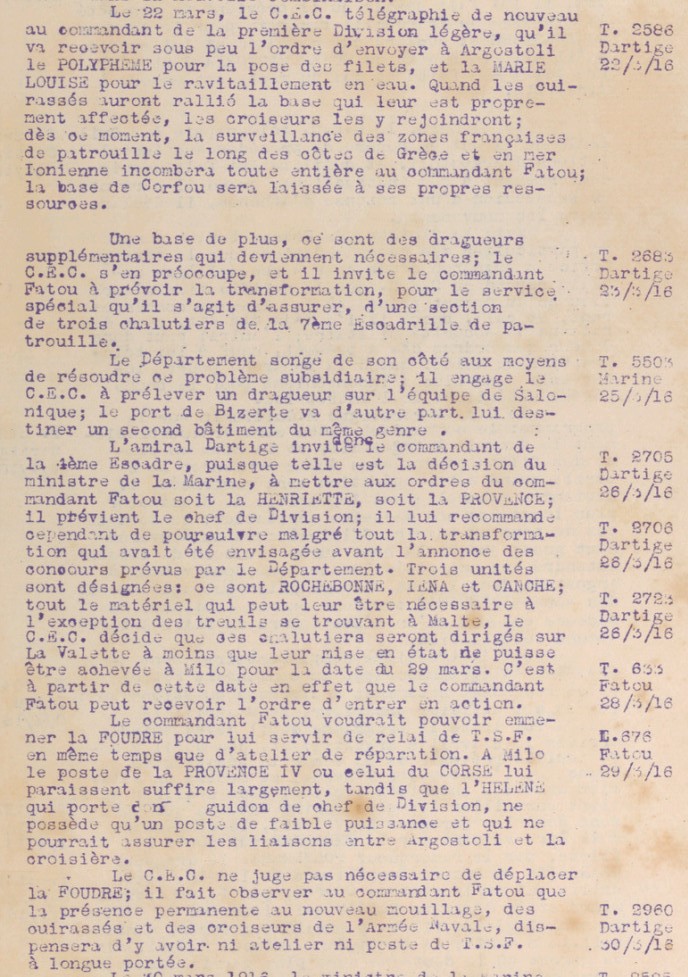 Le 22 mars, le C.E.C. télégraphie de nouveau
au commandant de la première Division légère, qu'il
va recevoir sous peu l'ordre d'envoyer à Argostoli
le POLYPHEME pour la pose des filets, et la MARIE
LOUISE pour le ravitaillement en eau. Quand les cui-
rassés auront rallié la base qui leur est propre-
ment affectée, les croiseurs les y rejoindront;
dès ce moment, la surveillance des zones françaises
de patrouille le long des côtes de Grèce et en mer
Ionienne incombera toute entière au commandant Fatou;
la base de Corfou sera laissée à ses propres res-
sources.
T. 2586
Dartige
22/3/16
Une base de plus, ce sont des dragueurs
supplémentaires qui deviennent nécessaires; le
C.E.C. s'en préoccupe, et il invite le commandant
Fatou à prévoir la transformation, pour le service
spécial qu'il s'agit d'assurer, d'une section
de trois chalutiers de la 7ème Escadrille de pa-
trouille.
T. 2683
Dartige
23/3/16
Le Département songe de son côté aux moyens
de résoudre ce problème subsidiaire; il engage le
C.E.C. à prélever un dragueur sur l'équipe de Salo-
nique; le port de Bizerte va d'autre part lui des-
tiner un second bâtiment du même genre .
T. 5503
Marine
25/3/16
L'amiral Dartige invite donc le commandant de
la 4ème Escadre, puisque telle est la décision du
ministre de la Marine, à mettre aux ordres du com-
mandant Fatou soit la HENRIETTE, soit la PROVENCE;
il prévient le chef de Division; il lui recommande
cependant de poursuivre malgré tout la transforma-
tion qui avait été envisagée avant l'annonce des
concours prévus par le Département. Trois unités
sont désignées: ce sont ROCHEBONNE, IENA et CANCHE;
tout le matériel qui peut leur être nécessaire à
l'exception des treuils se trouvant à Malte, le
C.E.C. décide que ces chalutiers seront dirigés sur
La Valette à moins que leur mise en état ne puisse
être achevée à Milo pour la date du 29 mars. C'est
à partir de cette date en effet que le commandant
Fatou peut recevoir l'ordre d'entrer en action.
T. 2705
Dartige
26/3/16
T. 2706
Dartige
26/3/16
T. 2723
Dartige
26/3/16
T. 633
Fatou
28/3/16
Le commandant Fatou voudrait pouvoir emme-
ner la FOUDRE pour lui servir de relai de T.S.F.
en même temps que d'atelier de réparation. A Milo
le poste de la PROVENCE IV ou celui du CORSE lui
paraissent suffire largement, tandis que l'HELENE
qui porte son guidon de chef de Division, ne
possède qu'un poste de faible puissance et qui ne
pourrait assurer les liaisons entre Argostoli et la
croisière.
L.676
Fatou
29/3/16
Le C.E.C. ne juge pas nécessaire de déplacer
la FOUDRE; il fait observer au commandant Fatou que
la présence permanente au nouveau mouillage, des
cuirassés et des croiseurs de l'Armée Navale, dis-
pensera d'y avoir ni atelier ni poste de T.S.F.
à longue portée.
T. 2960
Dartige
30/3/16